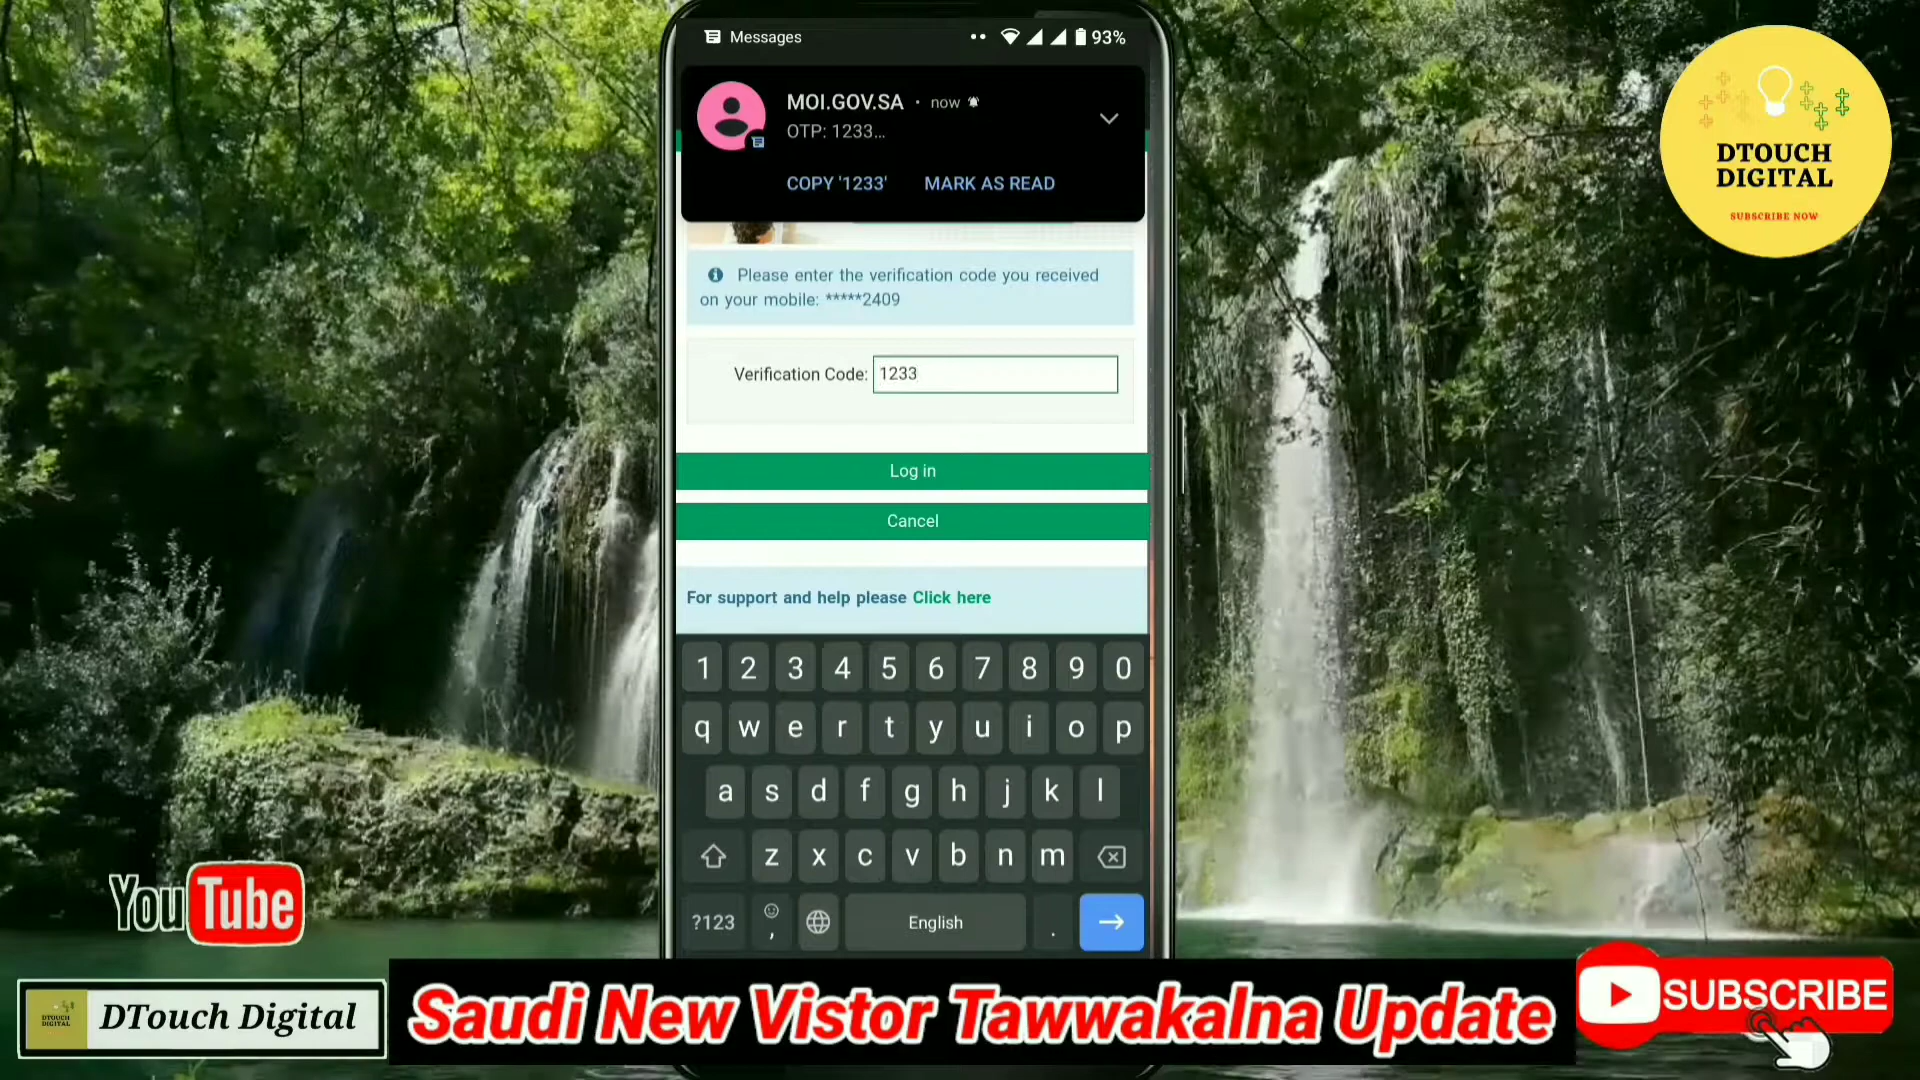 Messages
93%
MOI.GOV.SA · now
OTP: 1233...
COPY '1233' MARK AS READ
Please enter the verification code you received
on your mobile: *****2409
Verification Code: 1233
Log in
Cancel
For support and help please Click here
1 2 3 4 5 6 7 8 9 0
q w e r t y u i o p
a s d f g h j k l
z x c v b n m
?123 , English .
DTOUCH
DIGITAL
SUBSCRIBE NOW
YouTube
DTOUCH
DIGITAL
DTouch Digital
Saudi New Vistor Tawwakalna Update
SUBSCRIBE